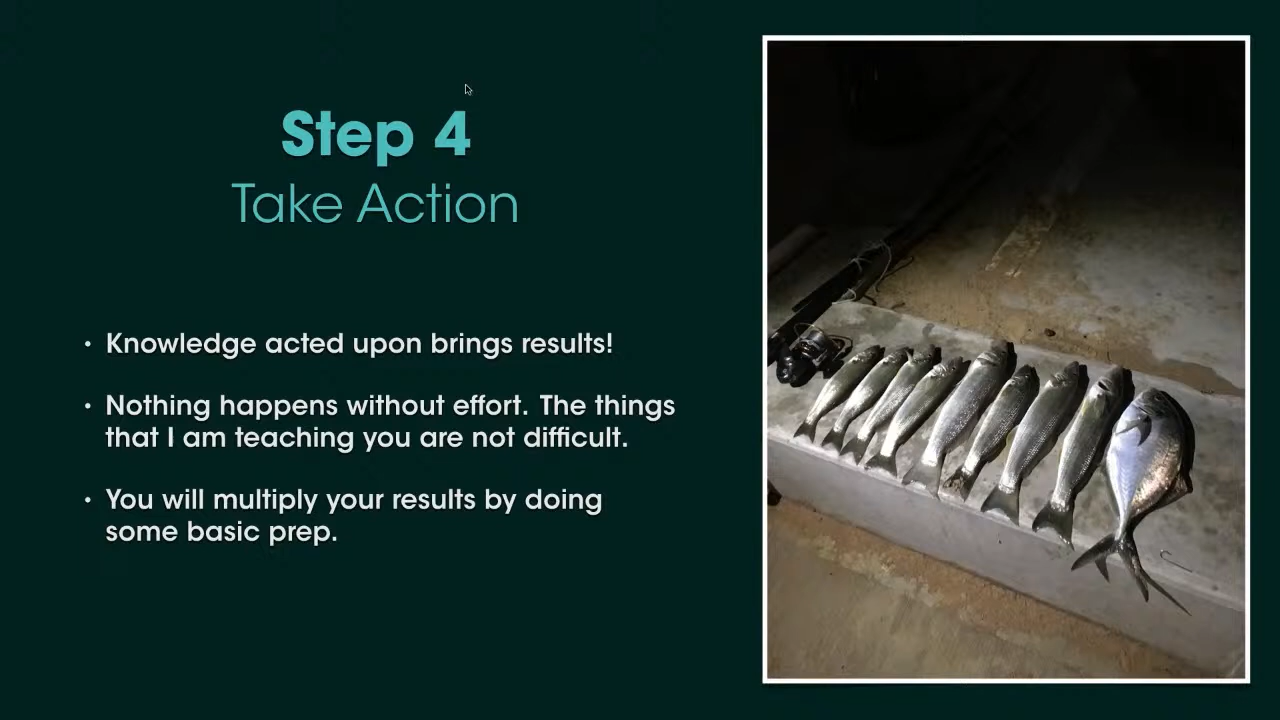 Step 4
Take Action
• Knowledge acted upon brings results!
• Nothing happens without effort. The things
that I am teaching you are not difficult.
• You will multiply your results by doing
some basic prep.